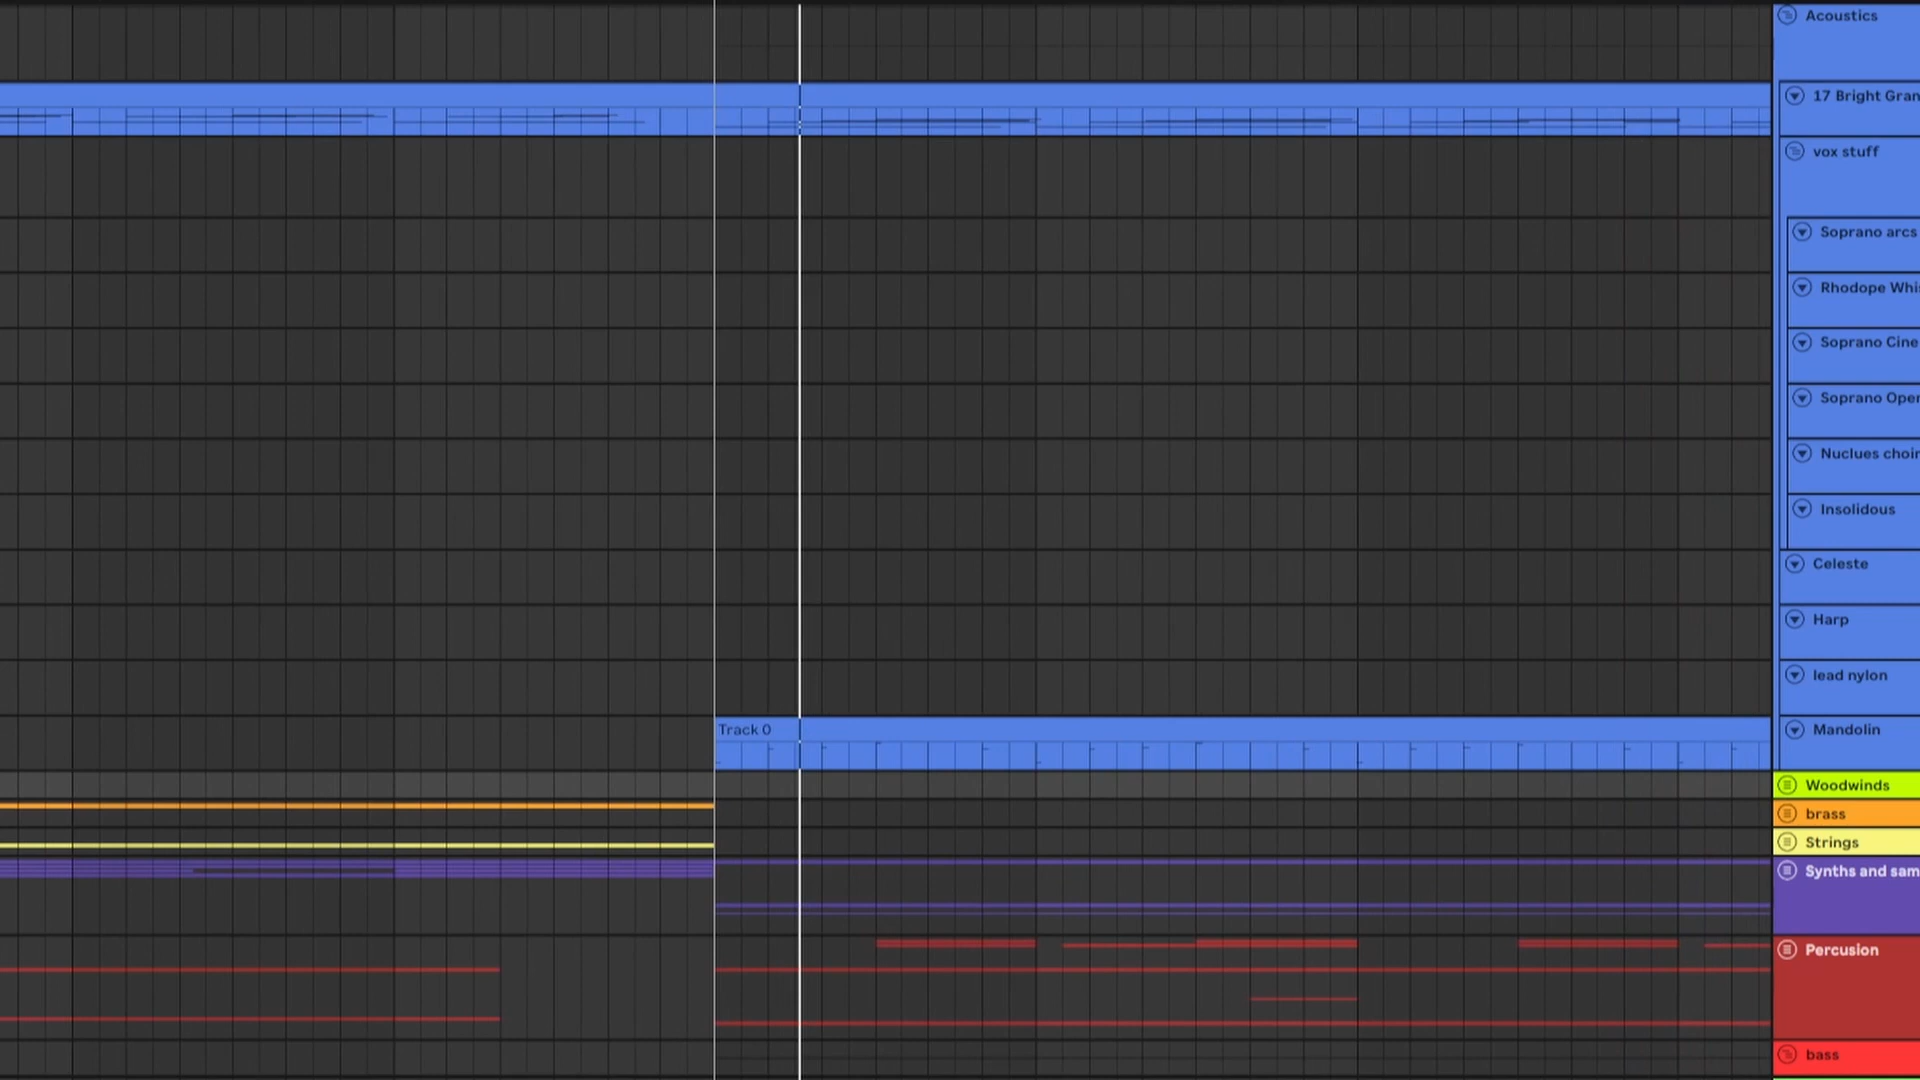 Acoustics
17 Bright Gran
vox stuff
Soprano arcs
Rhodope Whi
Soprano Cine
Soprano Oper
Nuclues choir
Insolidous
Celeste
Harp
lead nylon
Track 0
Mandolin
Woodwinds
brass
Strings
Synths and sam
Percusion
bass